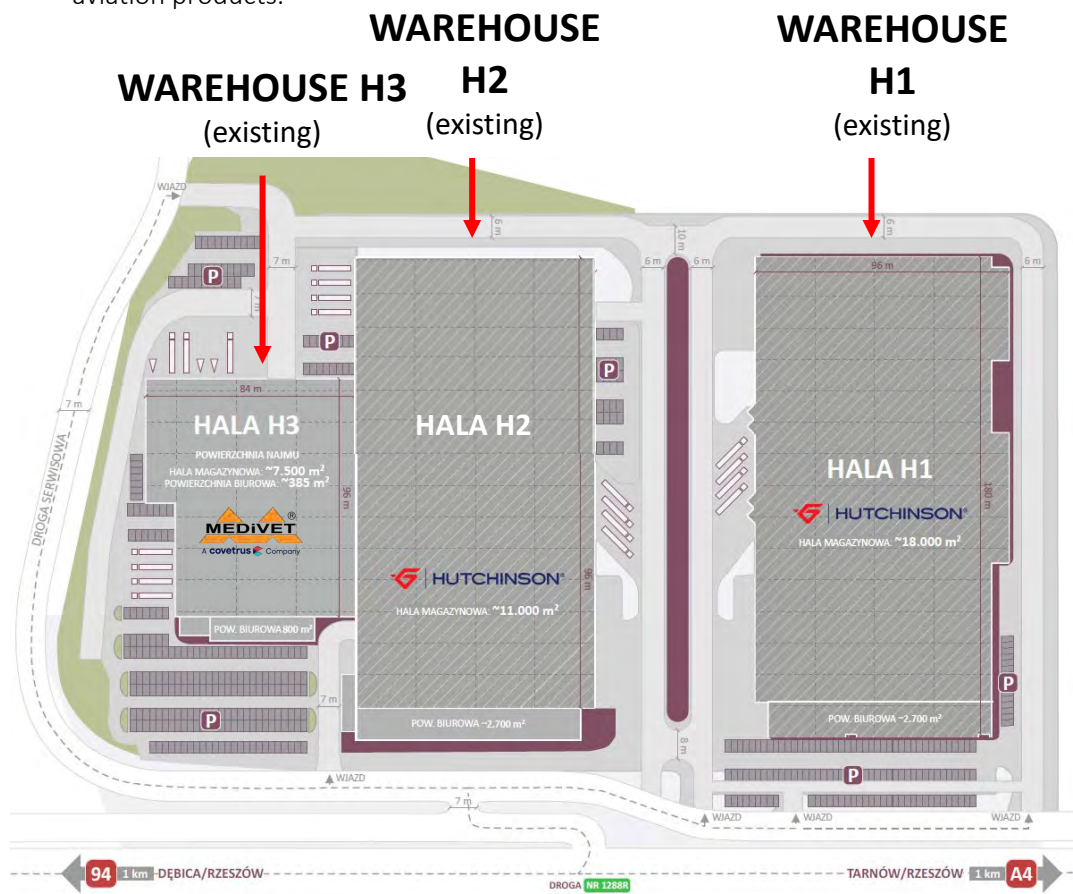 aviation products.
WAREHOUSE H3
(existing)
WAREHOUSE
H2
(existing)
WAREHOUSE
H1
(existing)
WJAZD
6 m
10 m
6 m
7 m
6 m
6 m
96 m
6 m
P
7 m
P
P
84 m
7 m
HALA H3
POWIERZCHNIA NAJMU
HALA MAGAZYNOWA: ~7.500 m²
POWIERZCHNIA BIUROWA: ~385 m²
96 m
MEDiVET®
A covetrus Company
DROGA SERWISOWA
POW. BIUROWA 800 m²
HALA H2
HUTCHINSON®
HALA MAGAZYNOWA: ~11.000 m²
96 m
POW. BIUROWA ~2.700 m²
HALA H1
HUTCHINSON®
HALA MAGAZYNOWA: ~18.000 m²
180 m
P
POW. BIUROWA ~2.700 m²
7 m
P
8 m
P
WJAZD
7 m
WJAZD
WJAZD
WJAZD
94 1 km DĘBICA/RZESZÓW
DROGA NR 1288R
TARNÓW/RZESZÓW 1 km A4